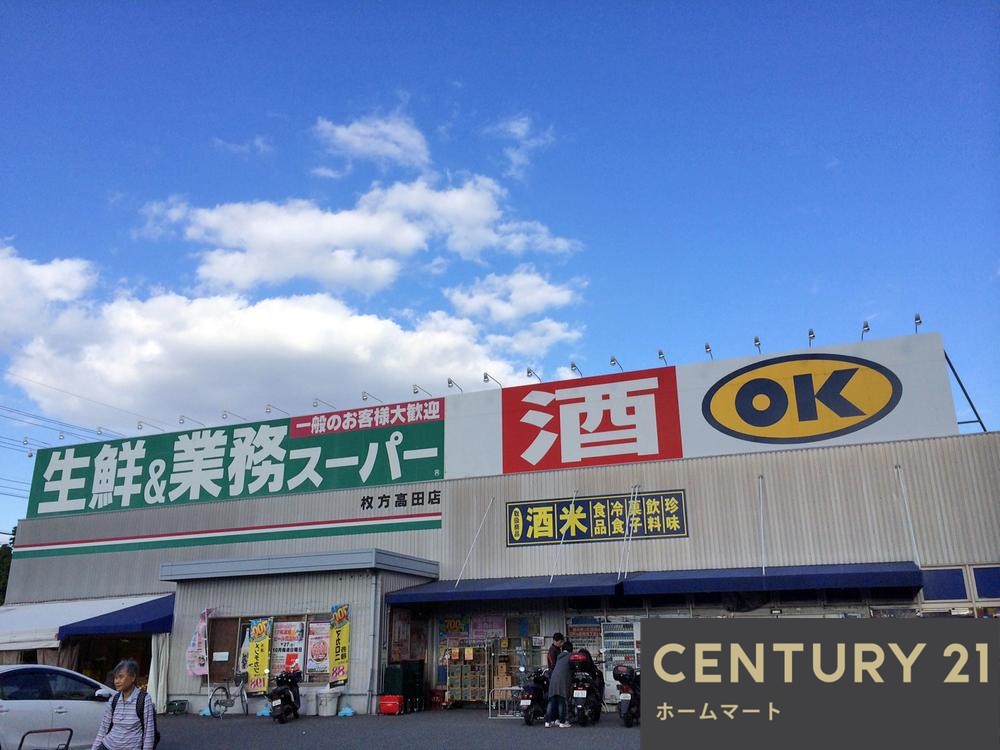 一般のお客様大歓迎
生鮮&業務スーパー
枚方高田店
酒
OK
酒米 食品 冷食 菓子 飲料 珍味
CENTURY 21
ホームマート